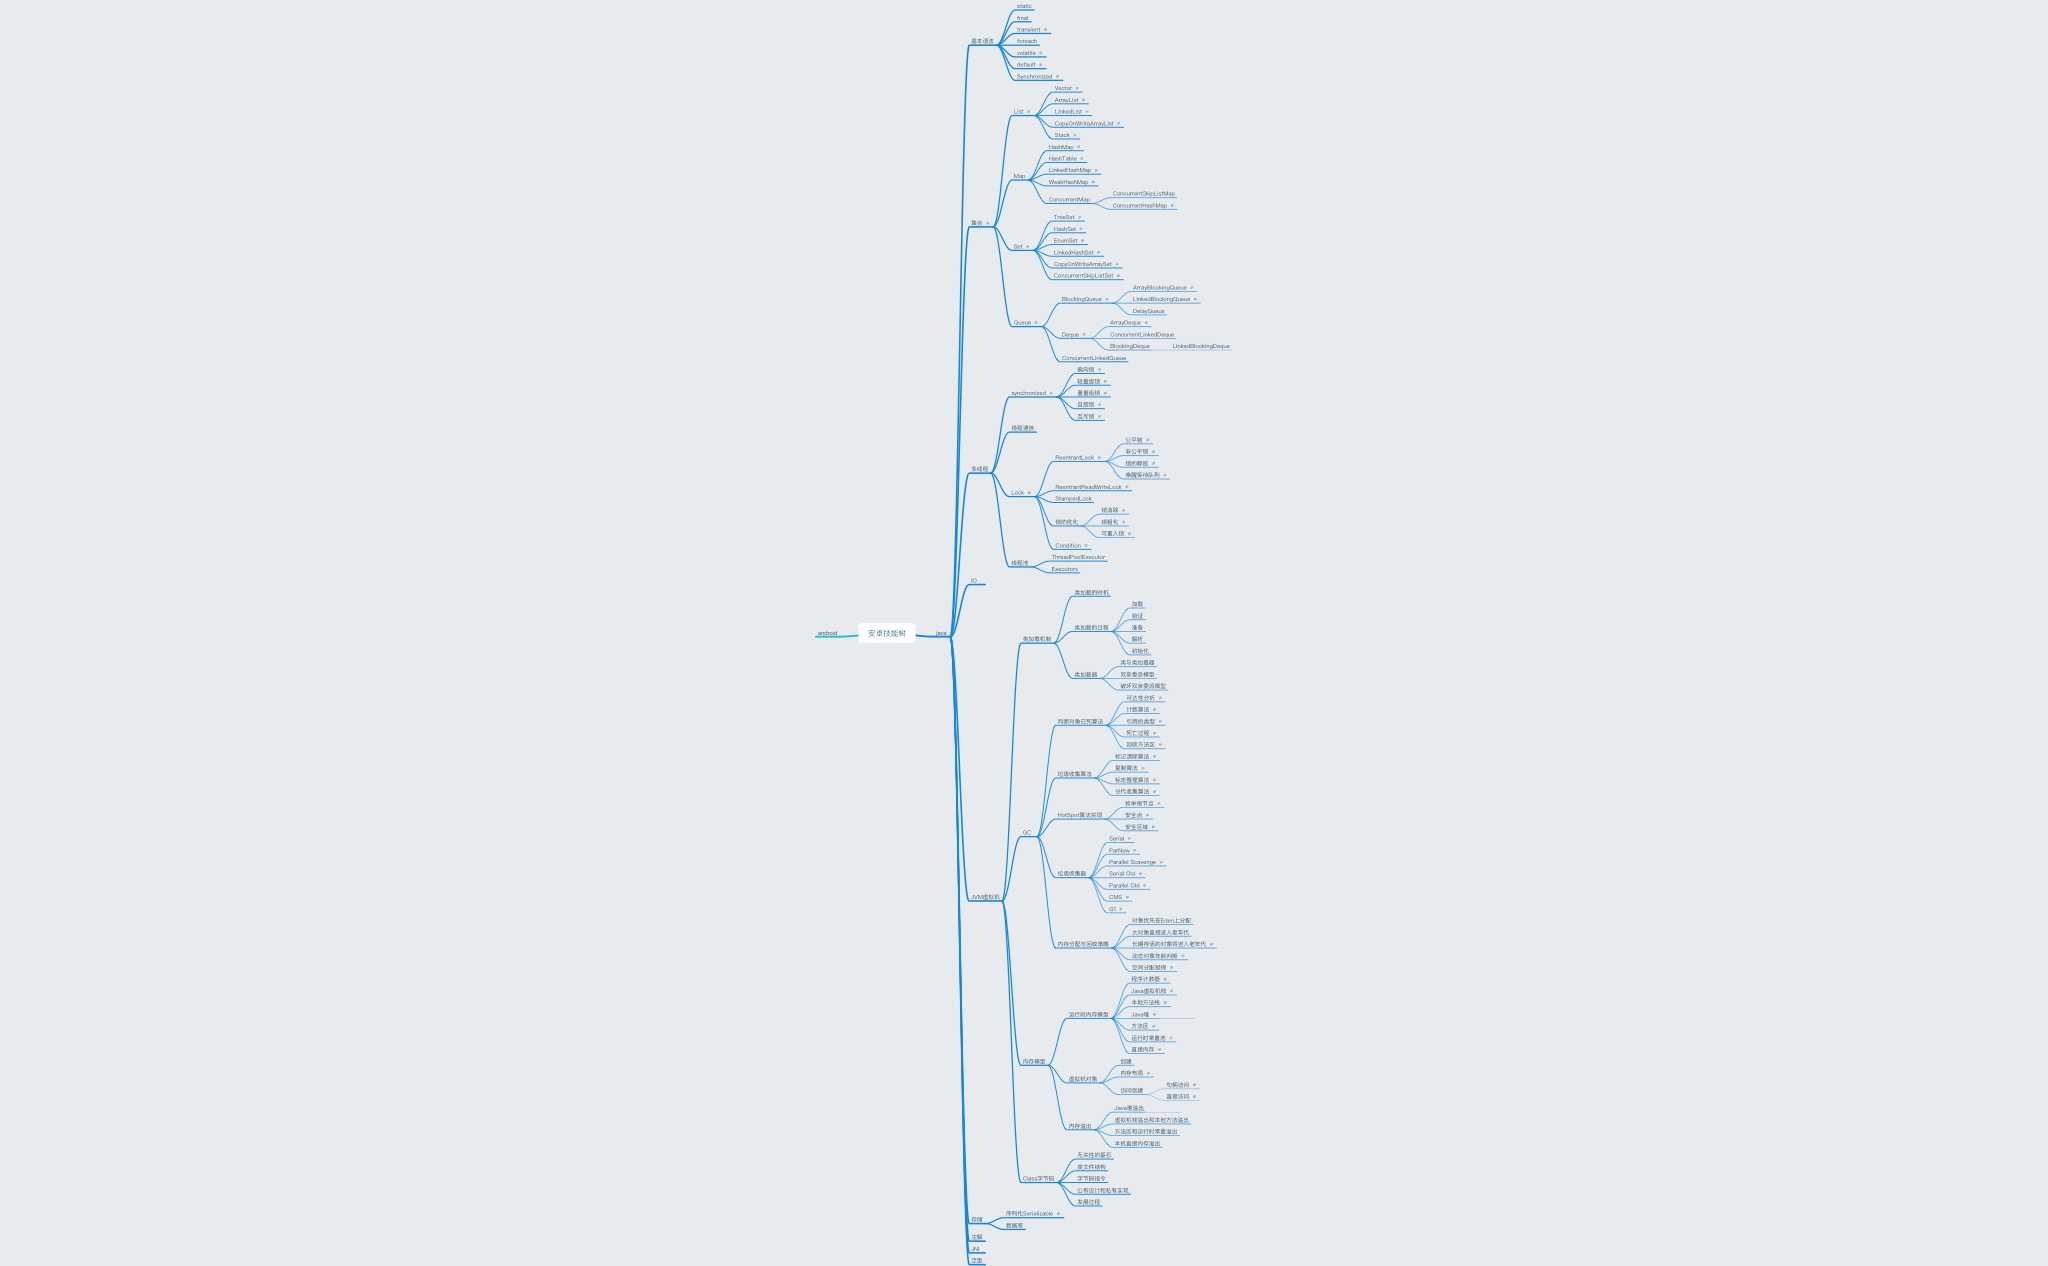 static
final
transient
foreach
volatile
default
Synchronized
基本语法
Vector
ArrayList
LinkedList
CopyOnWriteArrayList
Stack
List
HashMap
HashTable
LinkedHashMap
WeakHashMap
ConcurrentMap
ConcurrentSkipListMap
ConcurrentHashMap
Map
集合
TreeSet
HashSet
EnumSet
LinkedHashSet
CopyOnWriteArraySet
ConcurrentSkipListSet
Set
BlockingQueue
ArrayBlockingQueue
LinkedBlockingQueue
DelayQueue
Queue
Deque
ArrayDeque
ConcurrentLinkedDeque
BlockingDeque
LinkedBlockingDeque
ConcurrentLinkedQueue
synchronized
偏向锁
轻量级锁
重量级锁
自旋锁
互斥锁
线程通信
多线程
Lock
ReentrantLock
公平锁
非公平锁
锁的释放
唤醒等待队列
ReentrantReadWriteLock
StampedLock
锁的优化
锁消除
锁粗化
可重入锁
Condition
线程池
ThreadPoolExecutor
Executors
IO
android
安卓技能树
java
类加载机制
类加载的时机
类加载的过程
加载
验证
准备
解析
初始化
类加载器
类与类加载器
双亲委派模型
破坏双亲委派模型
判断对象已死算法
可达性分析
计数算法
引用的类型
死亡过程
回收方法区
垃圾收集算法
标记清除算法
复制算法
标志整理算法
分代收集算法
HotSpot算法实现
枚举根节点
安全点
安全区域
GC
垃圾收集器
Serial
ParNew
Parallel Scavenge
Serial Old
Parallel Old
CMS
G1
JVM虚拟机
内存分配与回收策略
对象优先在Eden上分配
大对象直接进入老年代
长期存活的对象将进入老年代
动态对象年龄判断
空间分配担保
运行时内存模型
程序计数器
Java虚拟机栈
本地方法栈
Java堆
方法区
运行时常量池
直接内存
内存模型
虚拟机对象
创建
内存布局
访问创建
句柄访问
直接访问
内存溢出
Java堆溢出
虚拟机栈溢出和本地方法溢出
方法区和运行时常量溢出
本机直接内存溢出
Class字节码
无关性的基石
类文件结构
字节码指令
公有设计和私有实现
发展过程
存储
序列化Serializable
数据库
注解
JNI
泛型